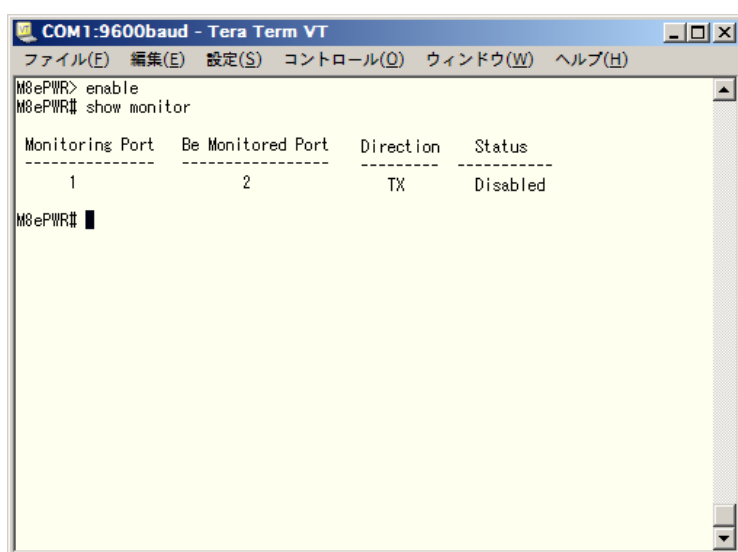 COM1:9600baud - Tera Term VT
ファイル(F) 編集(E) 設定(S) コントロール(O) ウィンドウ(W) ヘルプ(H)
M8ePWR> enable
M8ePWR# show monitor
Monitoring Port Be Monitored Port Direction Status
--------------- ----------------- --------- -----------
1 2 TX Disabled
M8ePWR#